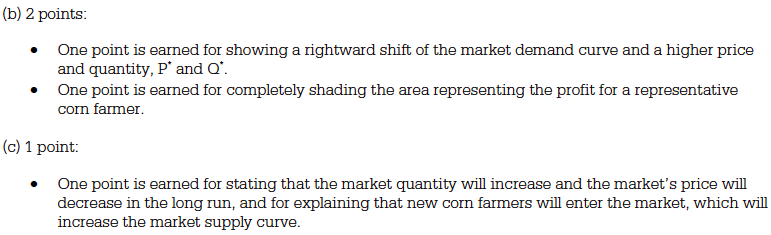 (b) 2 points:
• One point is earned for showing a rightward shift of the market demand curve and a higher price
and quantity, P* and Q*.
• One point is earned for completely shading the area representing the profit for a representative
corn farmer.
(c) 1 point:
• One point is earned for stating that the market quantity will increase and the market's price will
decrease in the long run, and for explaining that new corn farmers will enter the market, which will
increase the market supply curve.